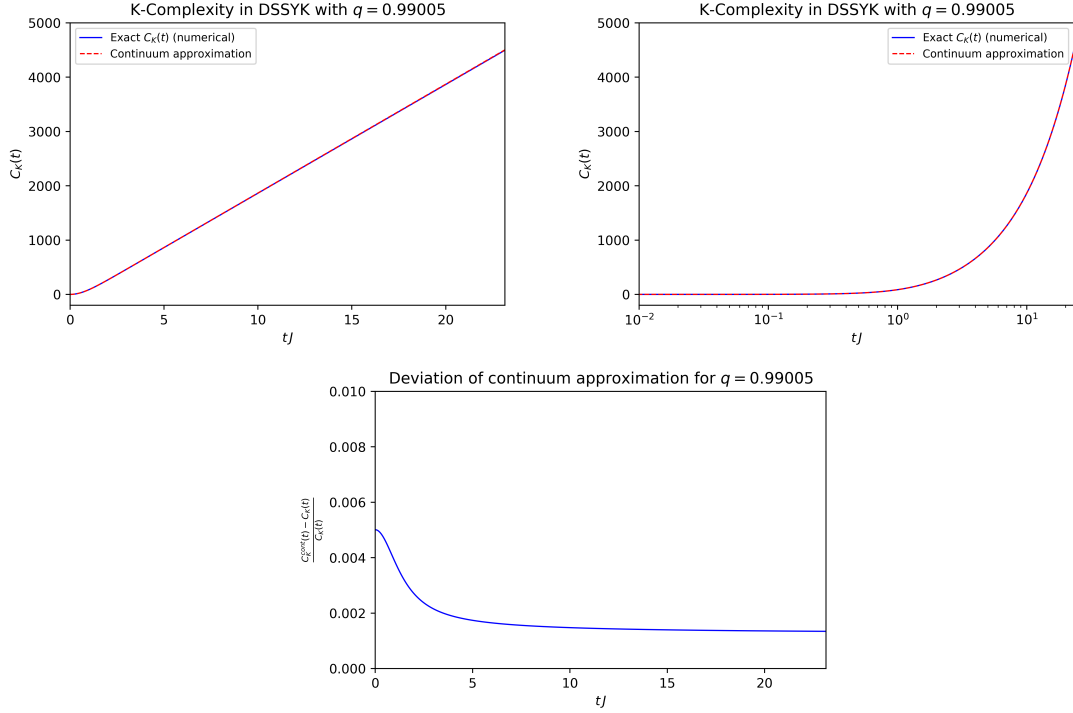 K-Complexity in DSSYK with q = 0.99005
5000
4000
3000
2000
1000
0
C_K(t)
Exact C_K(t) (numerical)
Continuum approximation
0 5 10 15 20
tJ
K-Complexity in DSSYK with q = 0.99005
5000
4000
3000
2000
1000
0
C_K(t)
Exact C_K(t) (numerical)
Continuum approximation
10^{-2} 10^{-1} 10^0 10^1
tJ
Deviation of continuum approximation for q = 0.99005
0.010
0.008
0.006
0.004
0.002
0.000
\frac{C_K^{cont}(t) - C_K(t)}{C_K(t)}
0 5 10 15 20
tJ